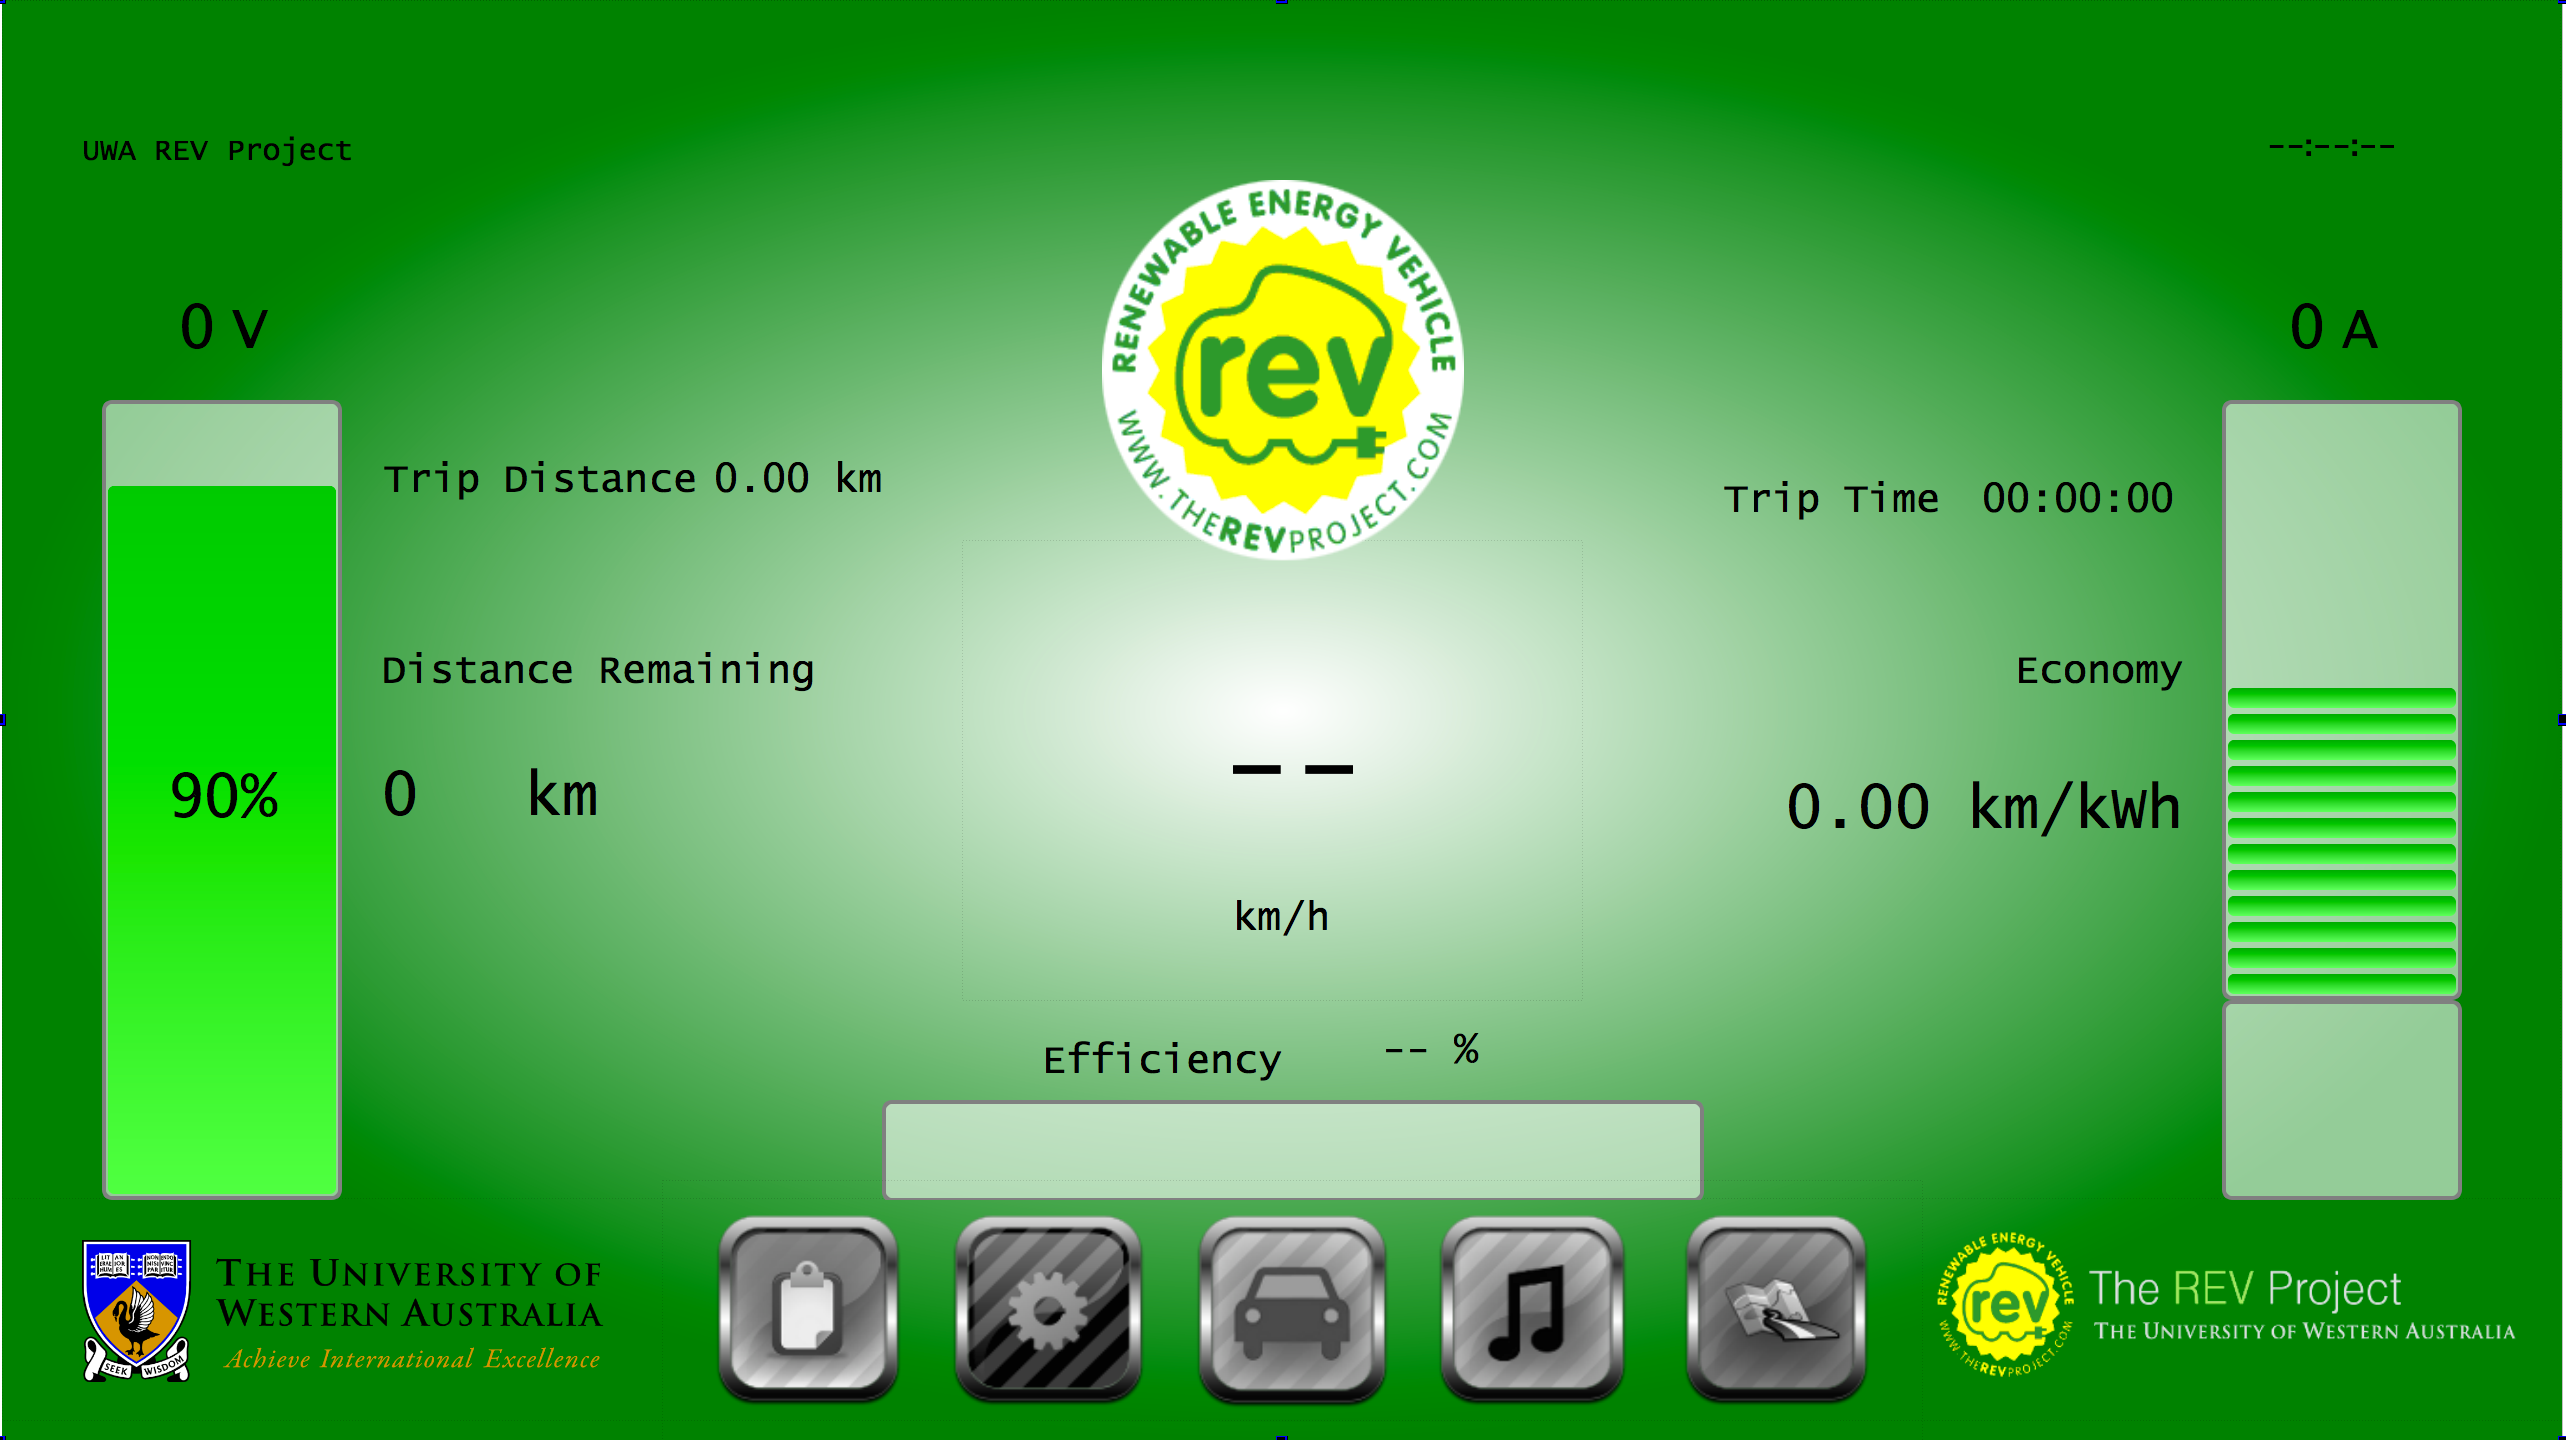 UWA REV Project
--:--:--
RENEWABLE ENERGY VEHICLE
rev
WWW.THEREVPROJECT.COM
0 V
0 A
Trip Distance 0.00 km
Trip Time 00:00:00
Distance Remaining
Economy
90%
0 km
--
0.00 km/kWh
km/h
Efficiency -- %
THE UNIVERSITY OF
WESTERN AUSTRALIA
Achieve International Excellence
SEEK WISDOM
RENEWABLE ENERGY VEHICLE
rev
WWW.THEREVPROJECT.COM
The REV Project
THE UNIVERSITY OF WESTERN AUSTRALIA